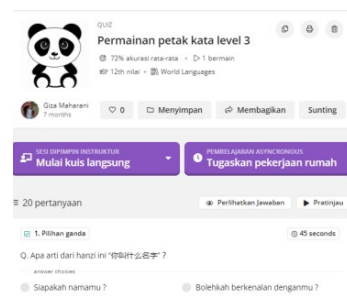 QUIZ
Permainan petak kata level 3
72% akurasi rata-rata • 1 bermain
12th nilai • World Languages
Giza Maharani
7 months
0
Menyimpan
Membagikan
Sunting
SESI DIPIMPIN INSTRUKTUR
Mulai kuis langsung
PEMBELAJARAN ASYNCRONOUS
Tugaskan pekerjaan rumah
20 pertanyaan
Perlihatkan Jawaban
Pratinjau
1. Pilihan ganda
45 seconds
Q. Apa arti dari hanzi ini "你叫什么名字" ?
answer choices
Siapakah namamu ?
Bolehkah berkenalan denganmu ?